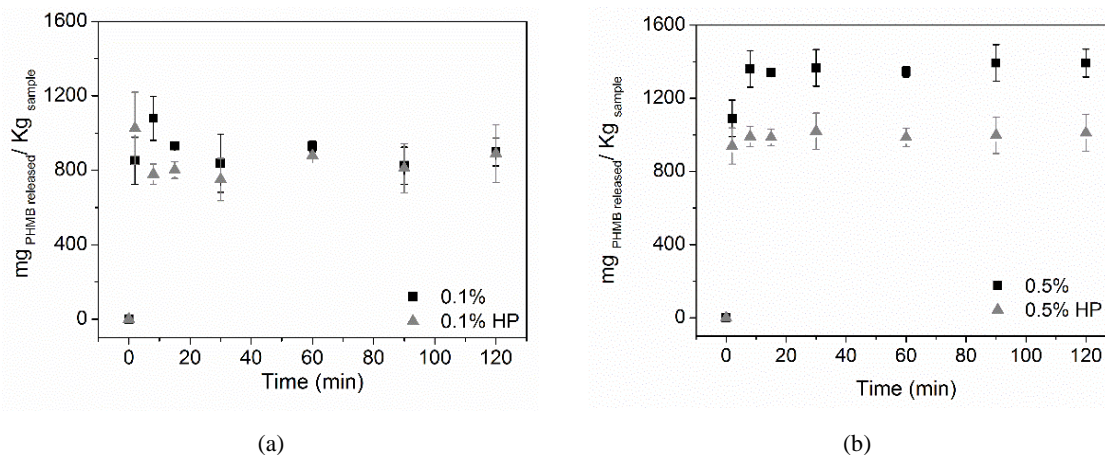 1600
1200
800
400
0
mg PHMB released/ Kg sample
0.1%
0.1% HP
0 20 40 60 80 100 120
Time (min)
(a)
1600
1200
800
400
0
mg PHMB released/ Kg sample
0.5%
0.5% HP
0 20 40 60 80 100 120
Time (min)
(b)